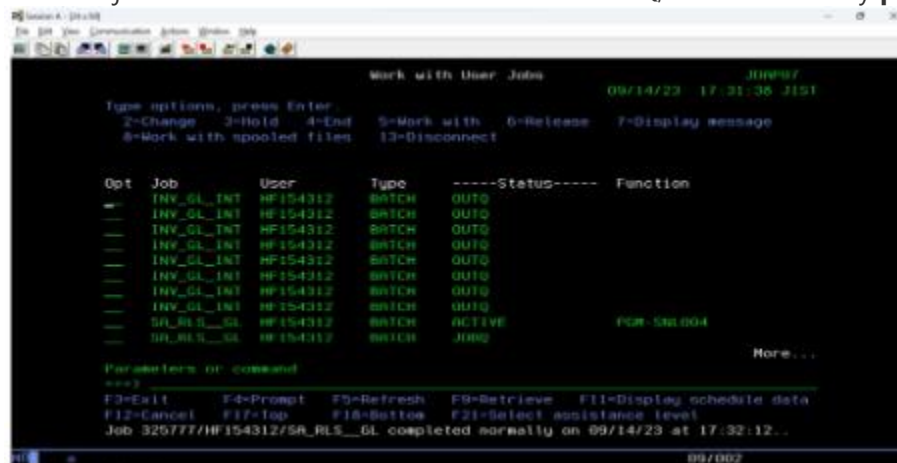 Session A - [24 x 80]
File Edit View Communication Actions Window Help
Work with User Jobs
09/14/23 17:31:38 JIST
Type options, press Enter.
2=Change 3=Hold 4=End 5=Work with 6=Release 7=Display message
8=Work with spooled files 13=Disconnect
Opt Job User Type -----Status----- Function
INV_GL_INT HF154312 BATCH OUTQ
INV_GL_INT HF154312 BATCH OUTQ
INV_GL_INT HF154312 BATCH OUTQ
INV_GL_INT HF154312 BATCH OUTQ
INV_GL_INT HF154312 BATCH OUTQ
INV_GL_INT HF154312 BATCH OUTQ
INV_GL_INT HF154312 BATCH OUTQ
INV_GL_INT HF154312 BATCH OUTQ
SA_RLS__GL HF154312 BATCH ACTIVE PGM-SNL004
SA_RLS__GL HF154312 BATCH JOBQ
More...
Parameters or command
===>
F3=Exit F4=Prompt F5=Refresh F9=Retrieve F11=Display schedule data
F12=Cancel F17=Top F18=Bottom F21=Select assistance level
Job 325777/HF154312/SA_RLS__GL completed normally on 09/14/23 at 17:32:12..
09/002